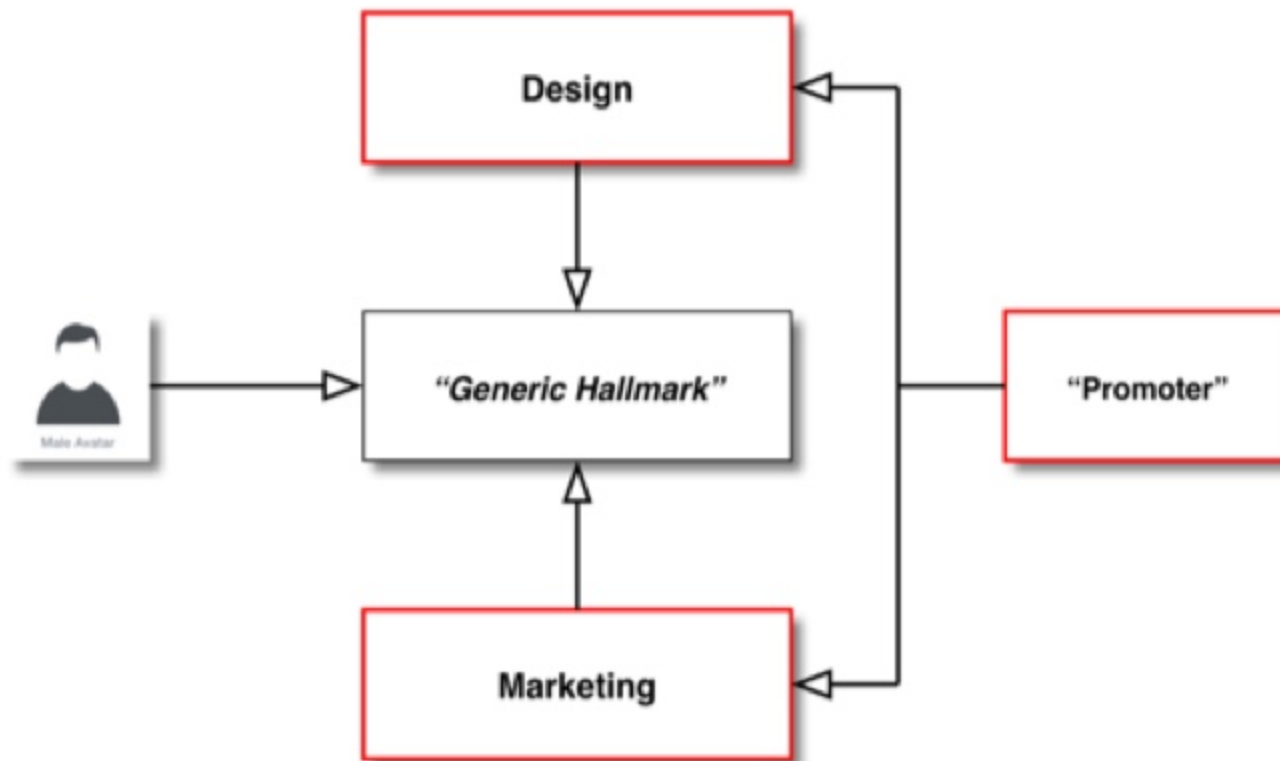 Design
Male Avatar
“Generic Hallmark”
“Promoter”
Marketing